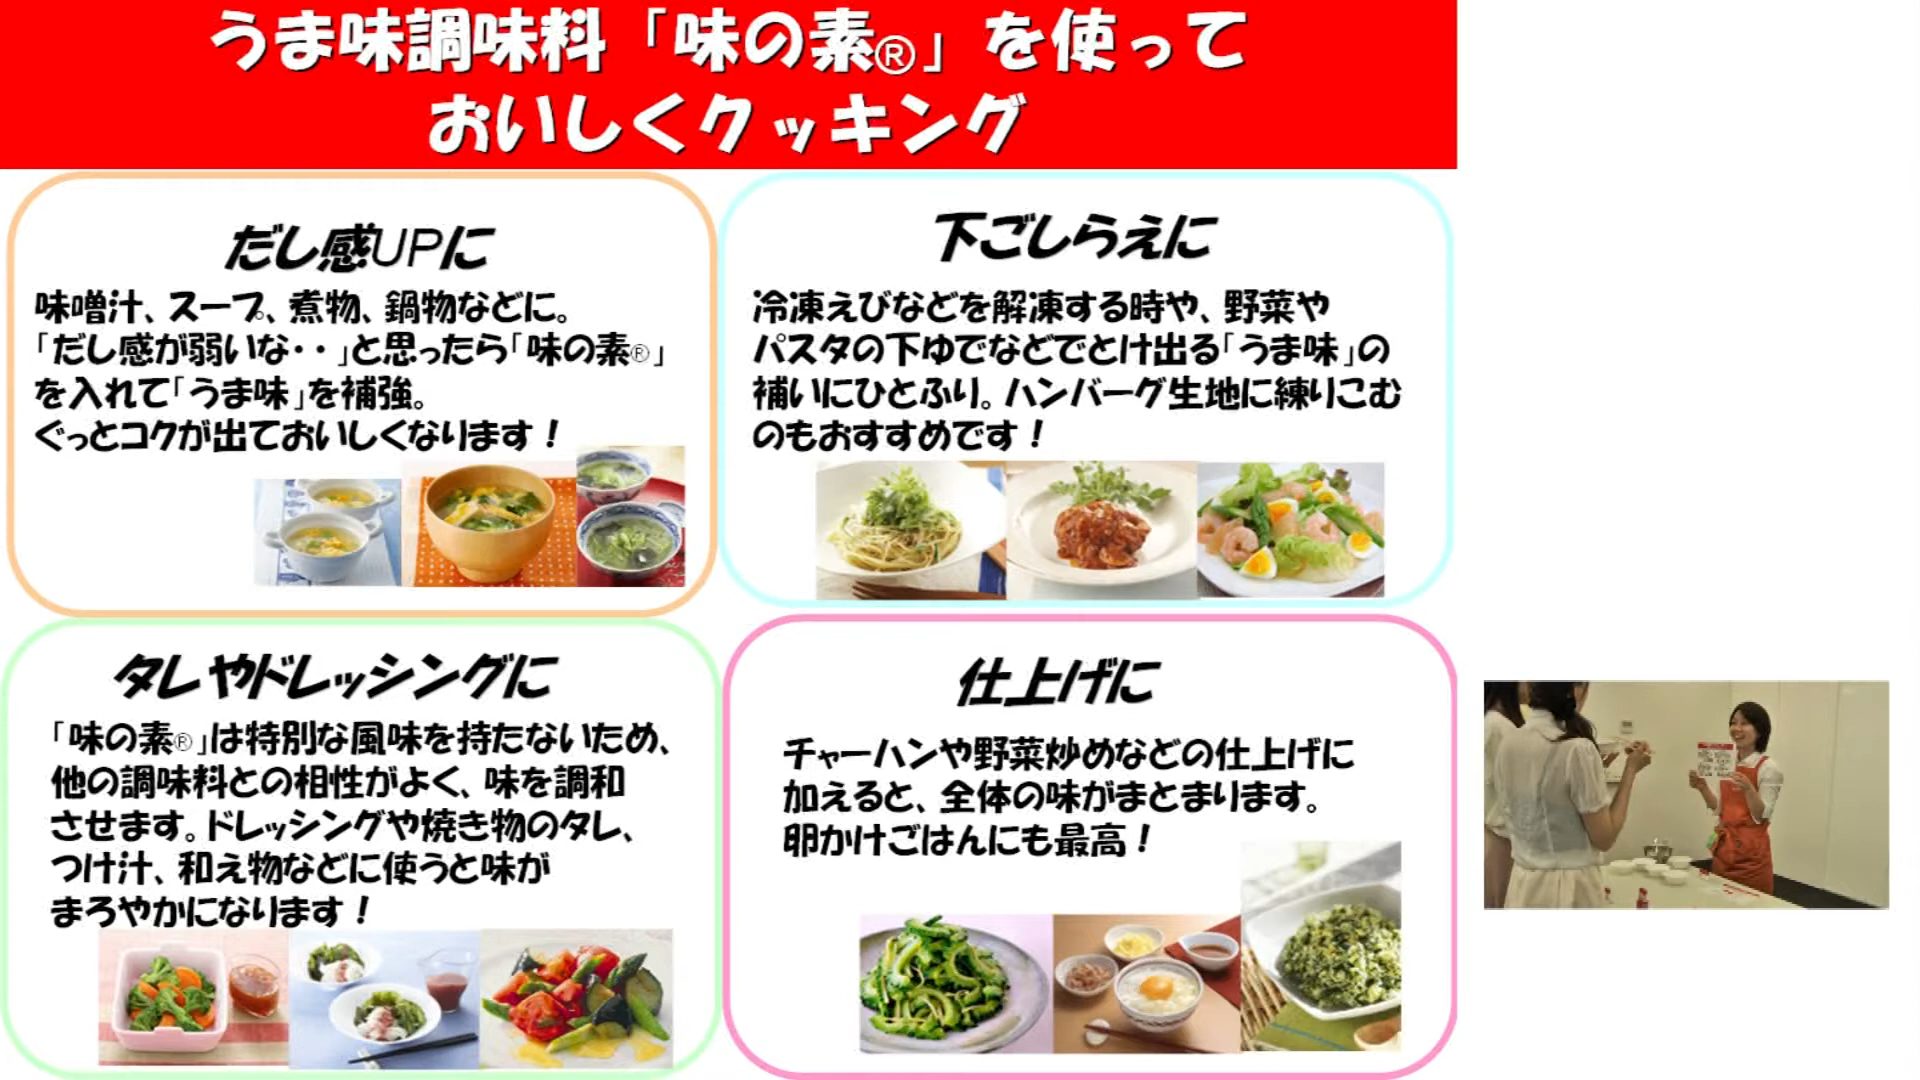 うま味調味料「味の素®」を使って
おいしくクッキング
だし感UPに
味噌汁、スープ、煮物、鍋物などに。
「だし感が弱いな・・」と思ったら「味の素®」
を入れて「うま味」を補強。
ぐっとコクが出ておいしくなります！
下ごしらえに
冷凍えびなどを解凍する時や、野菜や
パスタの下ゆでなどでとけ出る「うま味」の
補いにひとふり。ハンバーグ生地に練りこむ
のもおすすめです！
タレやドレッシングに
「味の素®」は特別な風味を持たないため、
他の調味料との相性がよく、味を調和
させます。ドレッシングや焼き物のタレ、
つけ汁、和え物などに使うと味が
まろやかになります！
仕上げに
チャーハンや野菜炒めなどの仕上げに
加えると、全体の味がまとまります。
卵かけごはんにも最高！